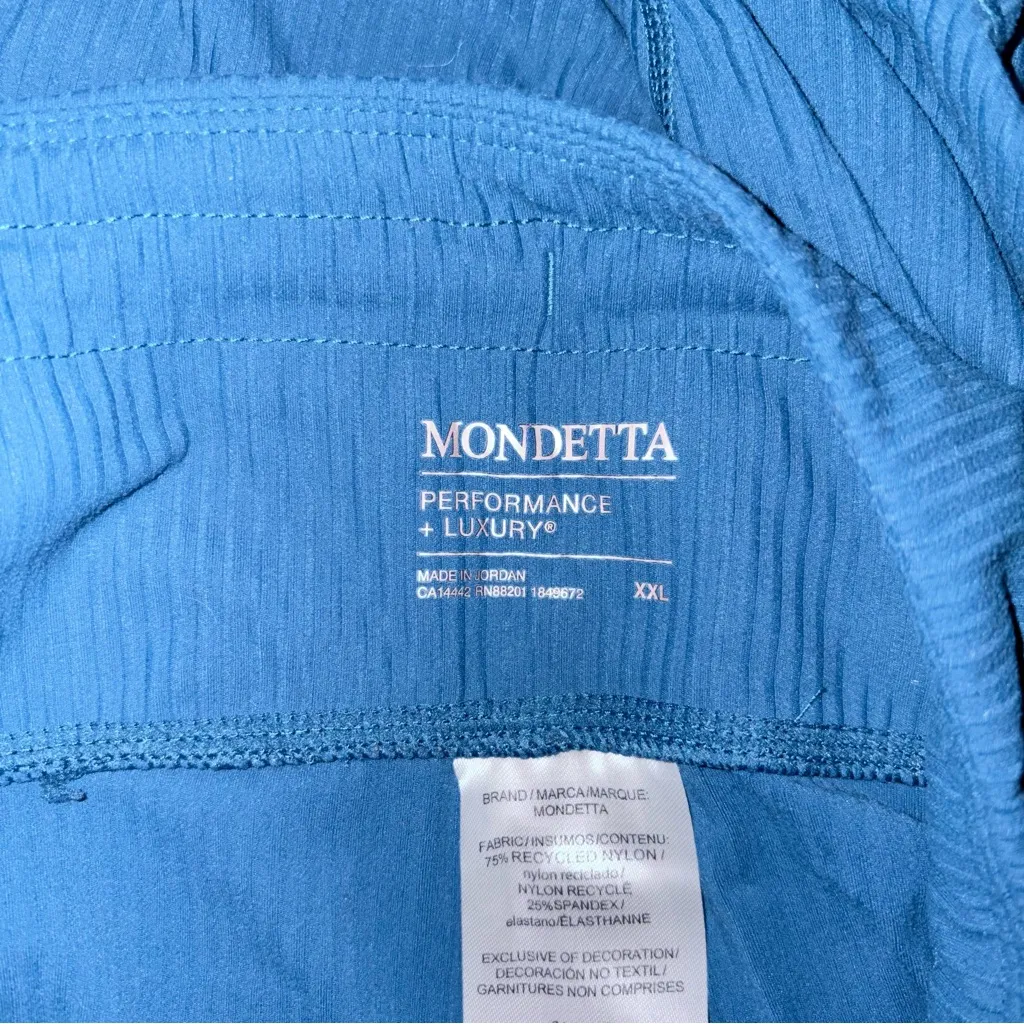 MONDETTA
PERFORMANCE
+ LUXURY®
MADE IN JORDAN
CA14442 RN88201 1849672 XXL
BRAND/MARCA/MARQUE:
MONDETTA
FABRIC/INSUMOS/CONTENU:
75% RECYCLED NYLON /
nylon reciclado/
NYLON RECYCLÉ
25%SPANDEX/
elastano/ÉLASTHANNE
EXCLUSIVE OF DECORATION/
DECORACIÓN NO TEXTIL/
GARNITURES NON COMPRISES